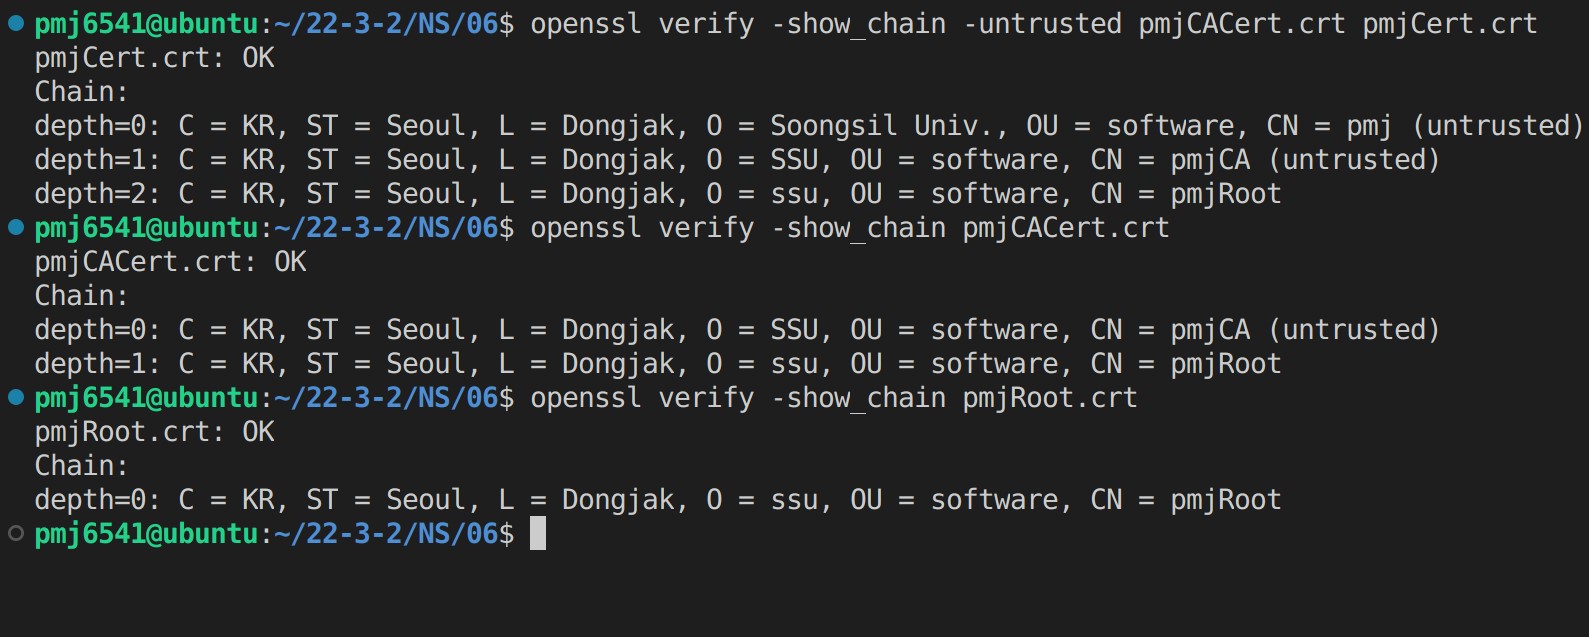 pmj6541@ubuntu:~/22-3-2/NS/06$ openssl verify -show_chain -untrusted pmjCACert.crt pmjCert.crt
pmjCert.crt: OK
Chain:
depth=0: C = KR, ST = Seoul, L = Dongjak, O = Soongsil Univ., OU = software, CN = pmj (untrusted)
depth=1: C = KR, ST = Seoul, L = Dongjak, O = SSU, OU = software, CN = pmjCA (untrusted)
depth=2: C = KR, ST = Seoul, L = Dongjak, O = ssu, OU = software, CN = pmjRoot
pmj6541@ubuntu:~/22-3-2/NS/06$ openssl verify -show_chain pmjCACert.crt
pmjCACert.crt: OK
Chain:
depth=0: C = KR, ST = Seoul, L = Dongjak, O = SSU, OU = software, CN = pmjCA (untrusted)
depth=1: C = KR, ST = Seoul, L = Dongjak, O = ssu, OU = software, CN = pmjRoot
pmj6541@ubuntu:~/22-3-2/NS/06$ openssl verify -show_chain pmjRoot.crt
pmjRoot.crt: OK
Chain:
depth=0: C = KR, ST = Seoul, L = Dongjak, O = ssu, OU = software, CN = pmjRoot
pmj6541@ubuntu:~/22-3-2/NS/06$